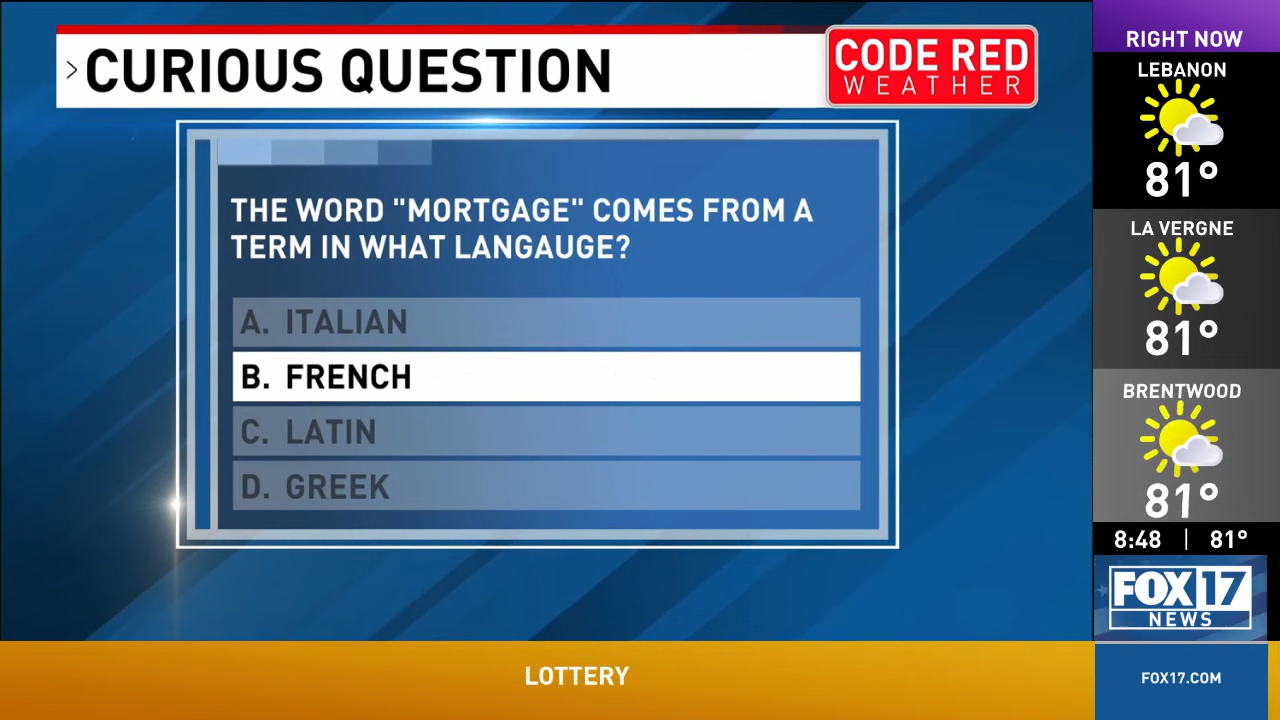 > CURIOUS QUESTION
CODE RED
WEATHER
THE WORD "MORTGAGE" COMES FROM A
TERM IN WHAT LANGAUGE?
A. ITALIAN
B. FRENCH
C. LATIN
D. GREEK
RIGHT NOW
LEBANON
81°
LA VERGNE
81°
BRENTWOOD
81°
8:48 | 81°
FOX 17
NEWS
LOTTERY
FOX17.COM